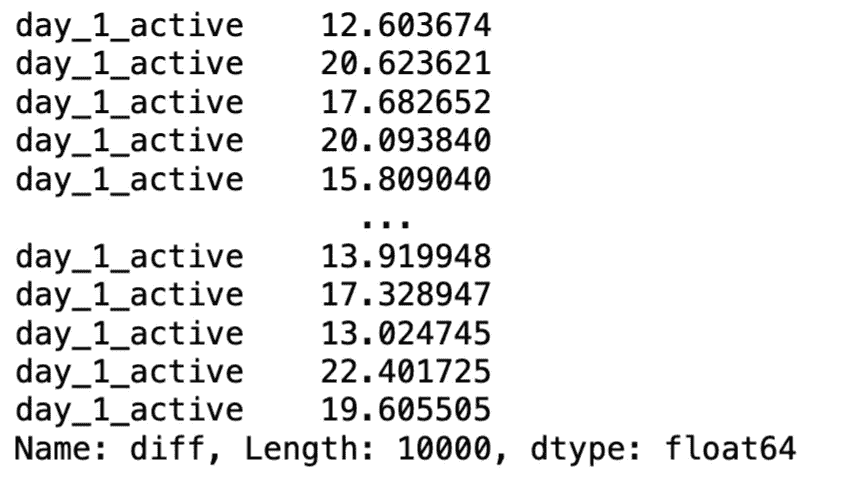 day_1_active    12.603674
day_1_active    20.623621
day_1_active    17.682652
day_1_active    20.093840
day_1_active    15.809040
...
day_1_active    13.919948
day_1_active    17.328947
day_1_active    13.024745
day_1_active    22.401725
day_1_active    19.605505
Name: diff, Length: 10000, dtype: float64